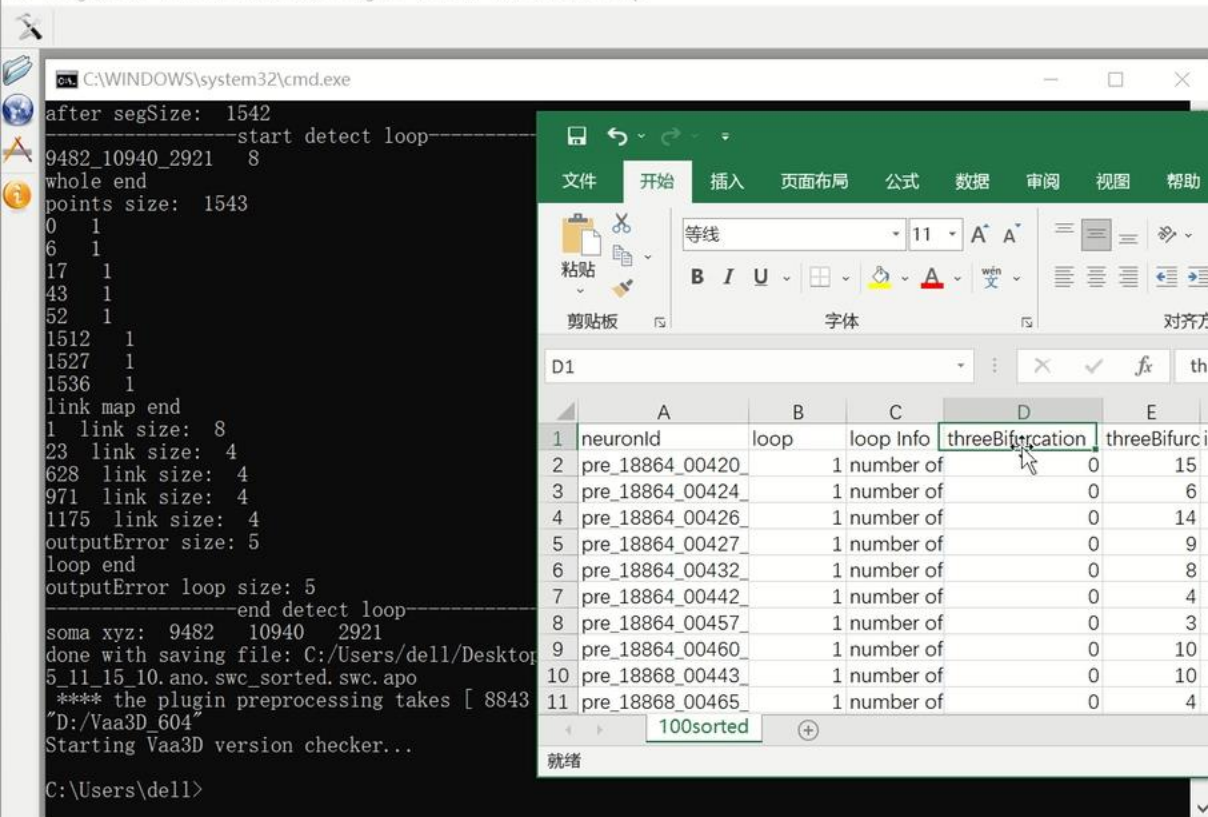 C:\WINDOWS\system32\cmd.exe
after segSize:  1542
-----------------start detect loop----------
9482_10940_2921   8
whole end
points size:  1543
0   1
6   1
17   1
43   1
52   1
1512   1
1527   1
1536   1
link map end
1  link size:  8
23  link size:  4
628  link size:  4
971  link size:  4
1175  link size:  4
outputError size: 5
loop end
outputError loop size: 5
-----------------end detect loop------------
soma xyz:  9482   10940   2921
done with saving file: C:/Users/dell/Desktop
5_11_15_10.ano.swc_sorted.swc.apo
 **** the plugin preprocessing takes [ 8843
"D:/Vaa3D_604"
Starting Vaa3D version checker...
C:\Users\dell>
文件 开始 插入 页面布局 公式 数据 审阅 视图 帮助
等线 11 A A
粘贴 B I U A wén 文
剪贴板 字体 对齐方
D1 fx th
A B C D E
1 neuronId loop loop Info threeBifurcation threeBifurci
2 pre_18864_00420_ 1 number of 0 15
3 pre_18864_00424_ 1 number of 0 6
4 pre_18864_00426_ 1 number of 0 14
5 pre_18864_00427_ 1 number of 0 9
6 pre_18864_00432_ 1 number of 0 8
7 pre_18864_00442_ 1 number of 0 4
8 pre_18864_00457_ 1 number of 0 3
9 pre_18864_00460_ 1 number of 0 10
10 pre_18868_00443_ 1 number of 0 10
11 pre_18868_00465_ 1 number of 0 4
100sorted
就绪